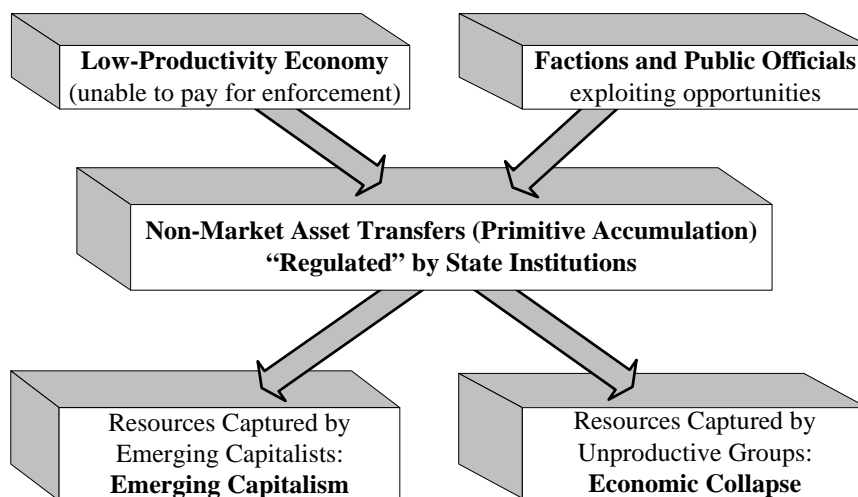 Low-Productivity Economy
(unable to pay for enforcement)
Factions and Public Officials
exploiting opportunities
Non-Market Asset Transfers (Primitive Accumulation)
“Regulated” by State Institutions
Resources Captured by
Emerging Capitalists:
Emerging Capitalism
Resources Captured by
Unproductive Groups:
Economic Collapse